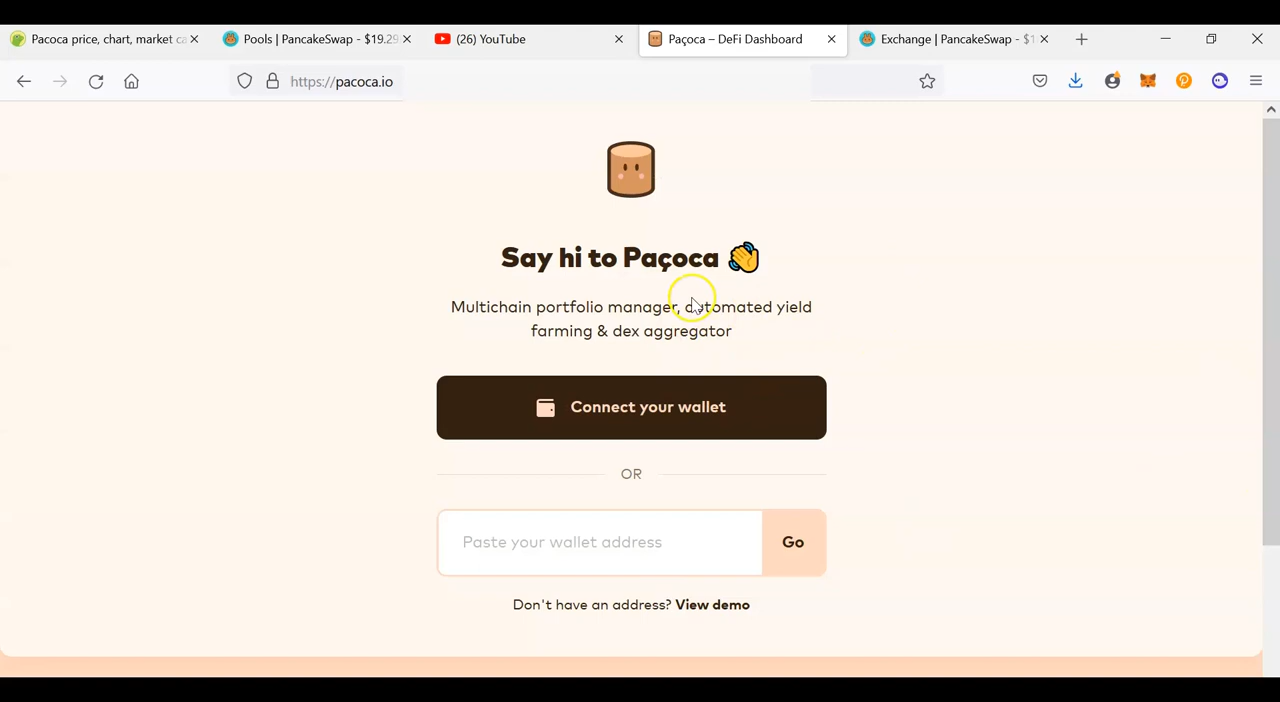 Pacoca price, chart, market ca
Pools | PancakeSwap - $19.29
(26) YouTube
Paçoca – DeFi Dashboard
Exchange | PancakeSwap - $1
https://pacoca.io
Say hi to Paçoca 👋
Multichain portfolio manager, automated yield
farming & dex aggregator
Connect your wallet
OR
Paste your wallet address
Go
Don't have an address? View demo